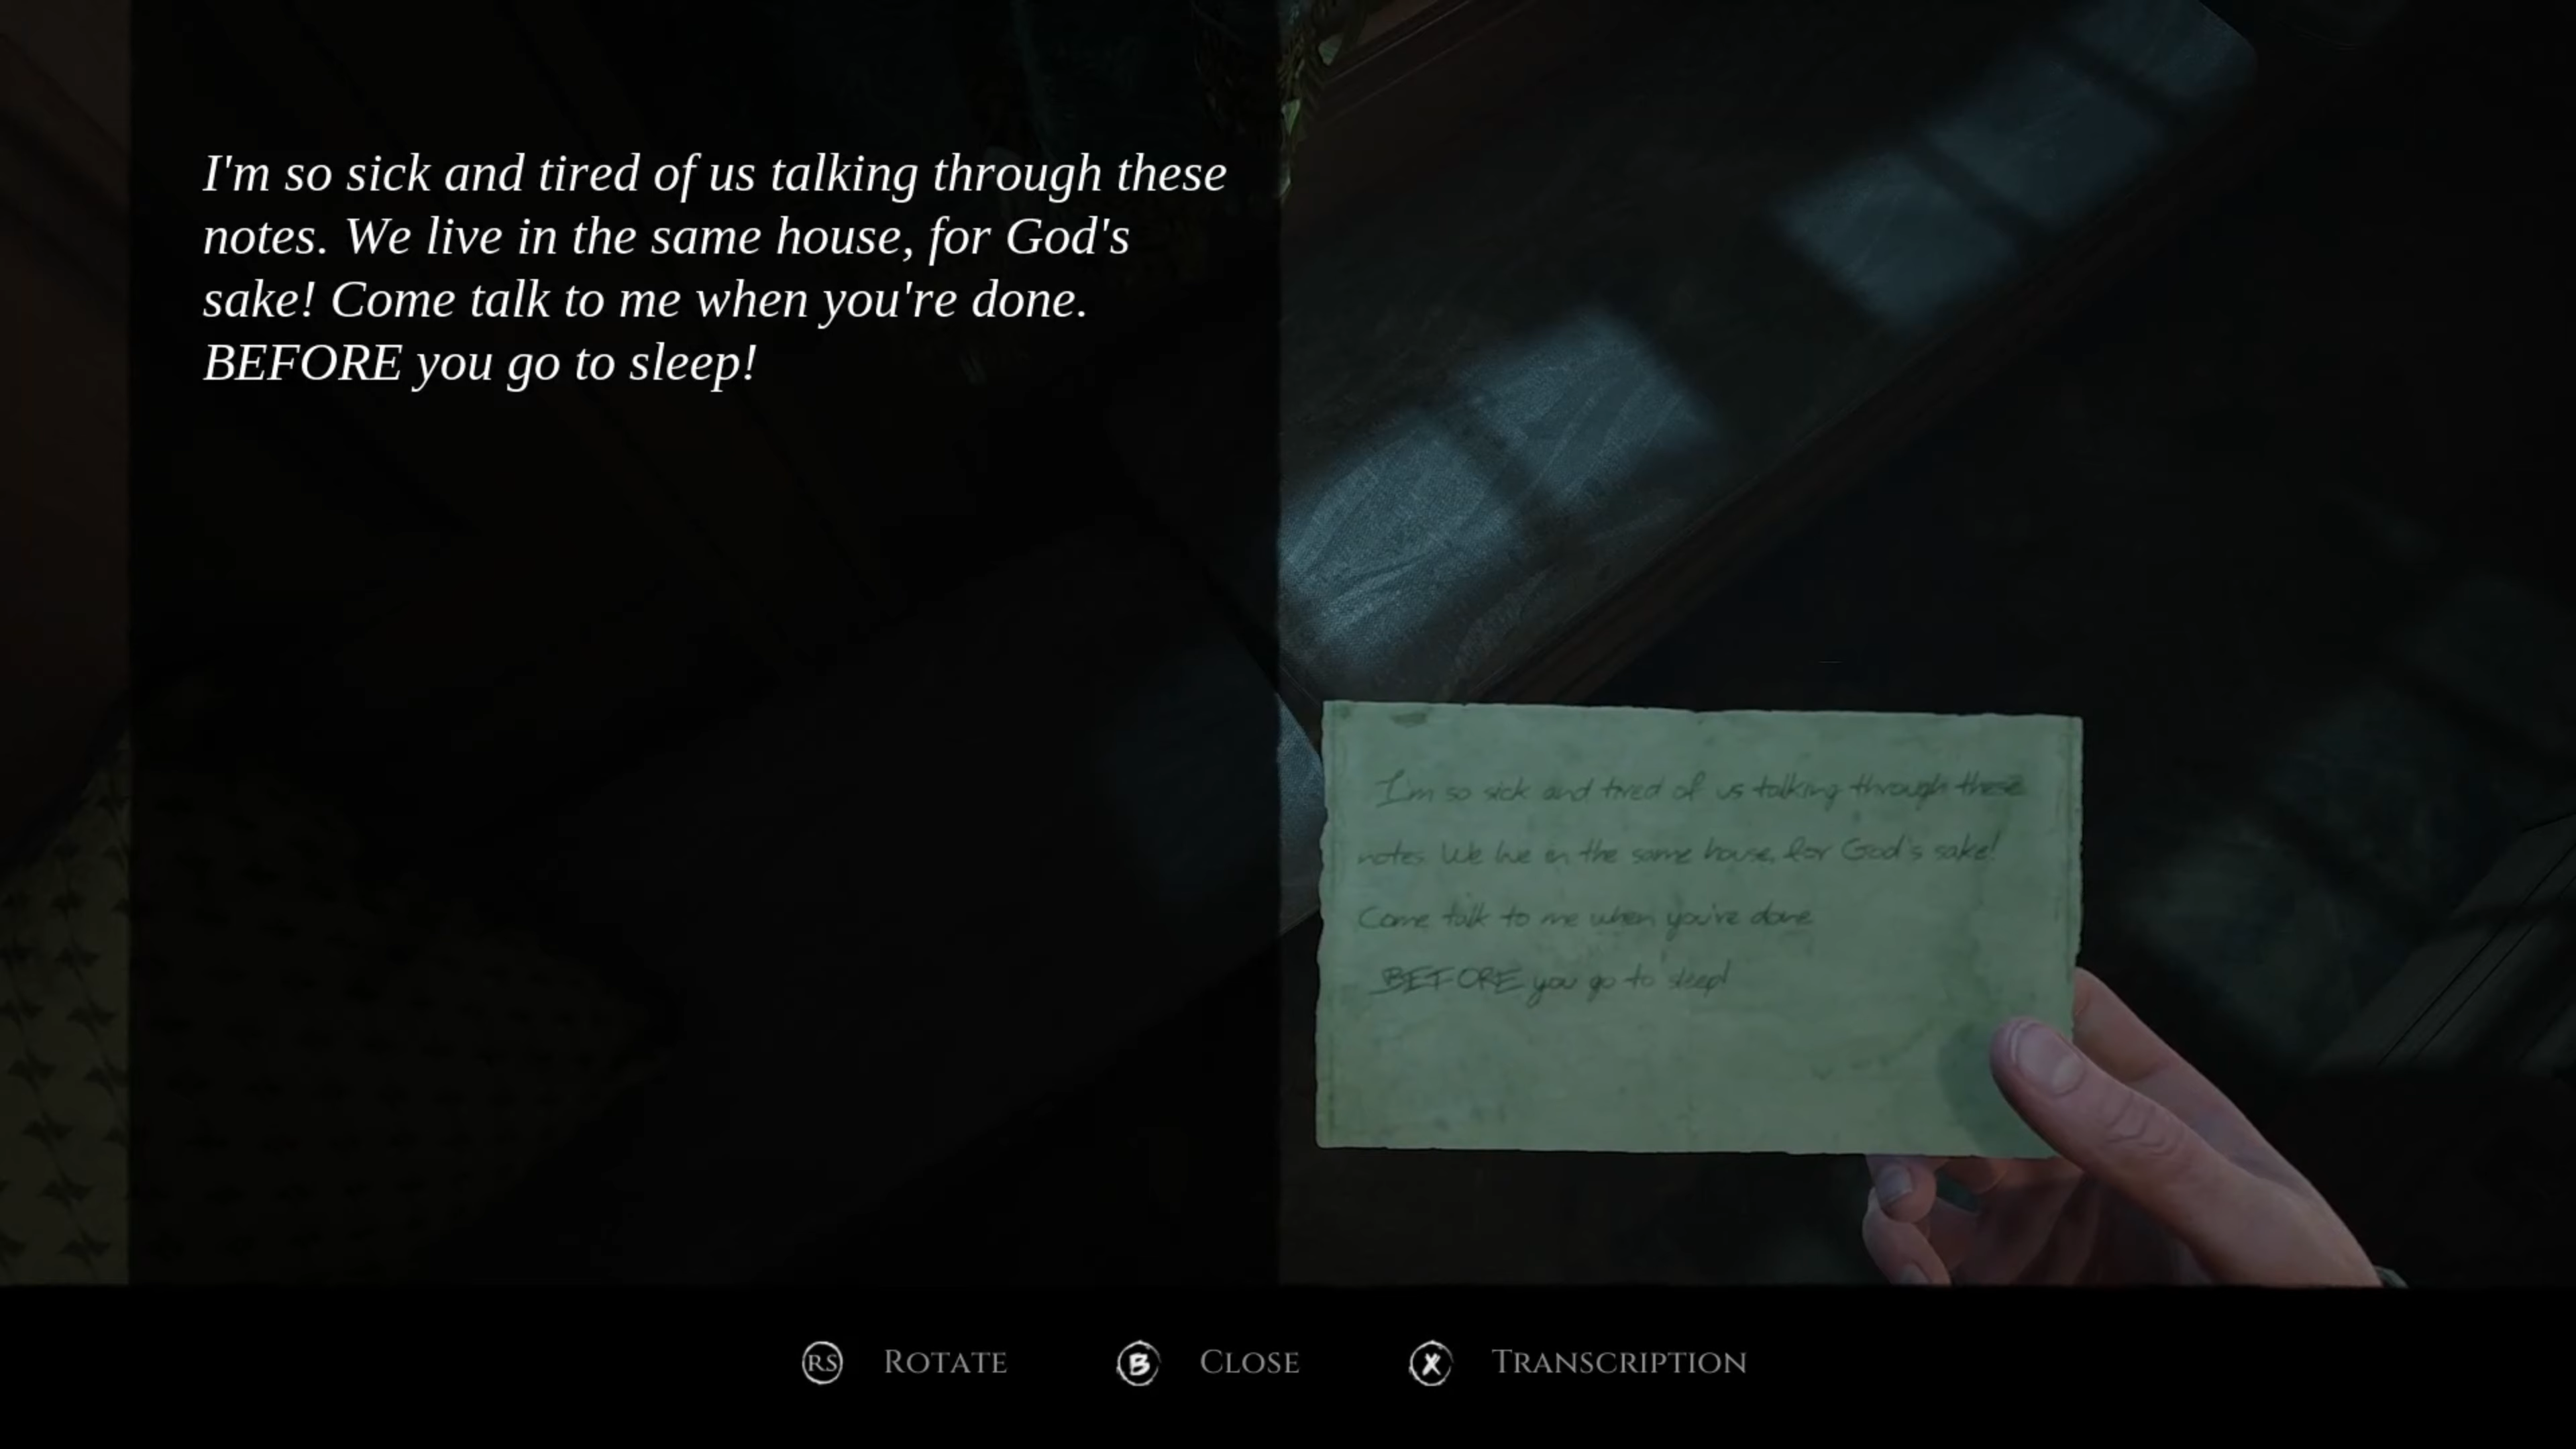 I'm so sick and tired of us talking through these
notes. We live in the same house, for God's
sake! Come talk to me when you're done.
BEFORE you go to sleep!
I'm so sick and tired of us talking through these
notes. We live in the same house, for God's sake!
Come talk to me when you're done
BEFORE you go to sleep!
RS ROTATE B CLOSE X TRANSCRIPTION